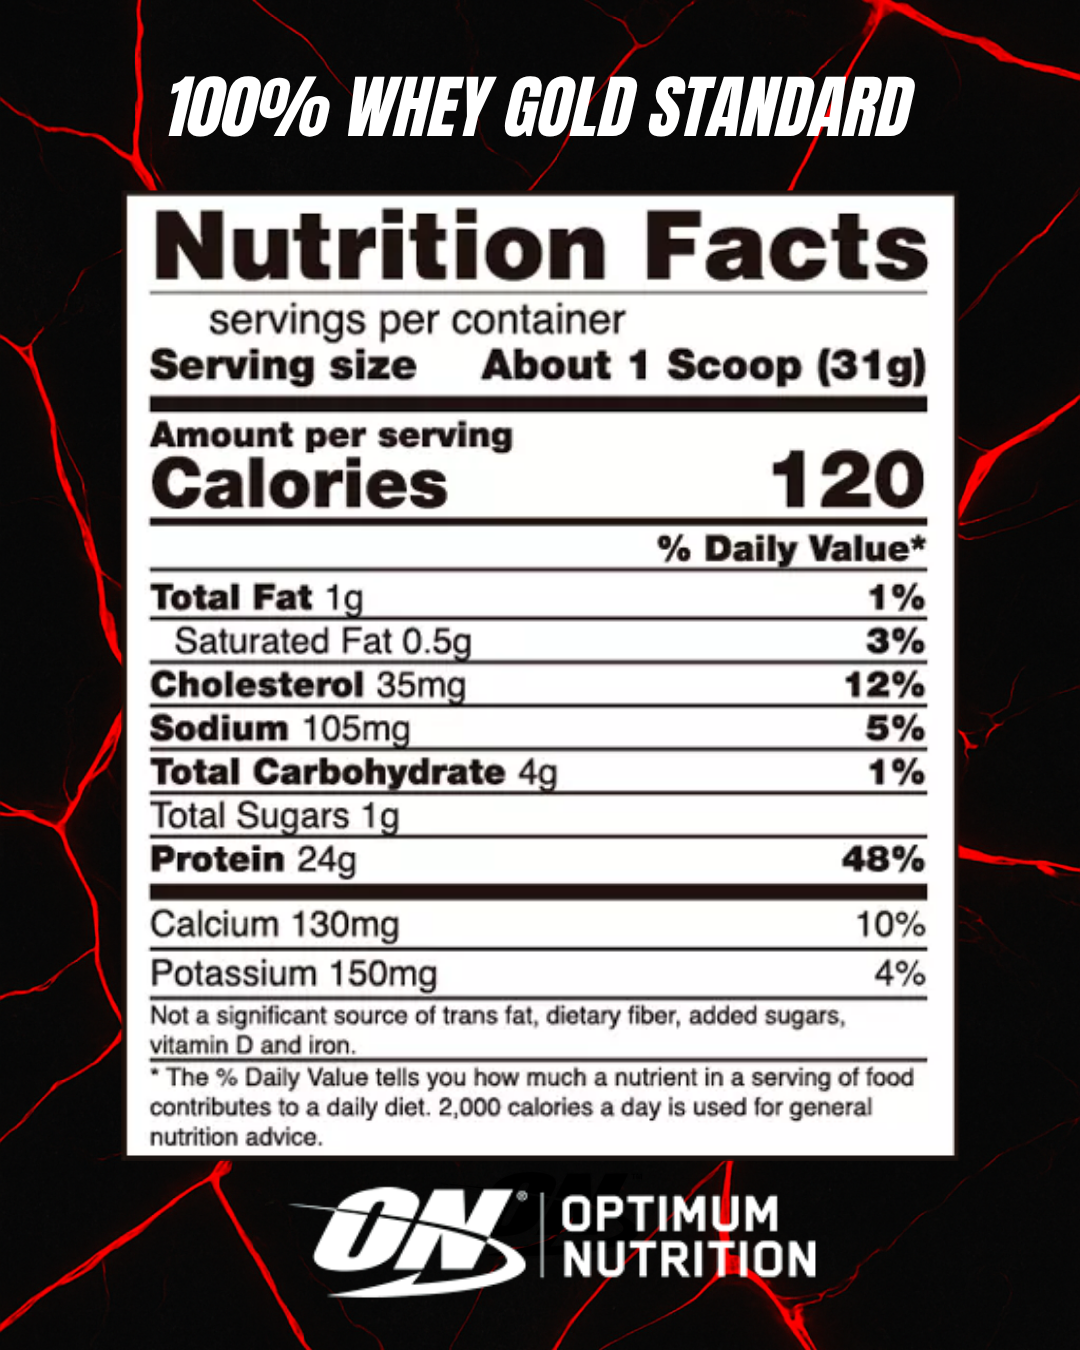 100% WHEY GOLD STANDARD
Nutrition Facts
servings per container
Serving size About 1 Scoop (31g)
Amount per serving
Calories 120
% Daily Value*
Total Fat 1g 1%
Saturated Fat 0.5g 3%
Cholesterol 35mg 12%
Sodium 105mg 5%
Total Carbohydrate 4g 1%
Total Sugars 1g
Protein 24g 48%
Calcium 130mg 10%
Potassium 150mg 4%
Not a significant source of trans fat, dietary fiber, added sugars,
vitamin D and iron.
* The % Daily Value tells you how much a nutrient in a serving of food
contributes to a daily diet. 2,000 calories a day is used for general
nutrition advice.
ON® OPTIMUM
NUTRITION